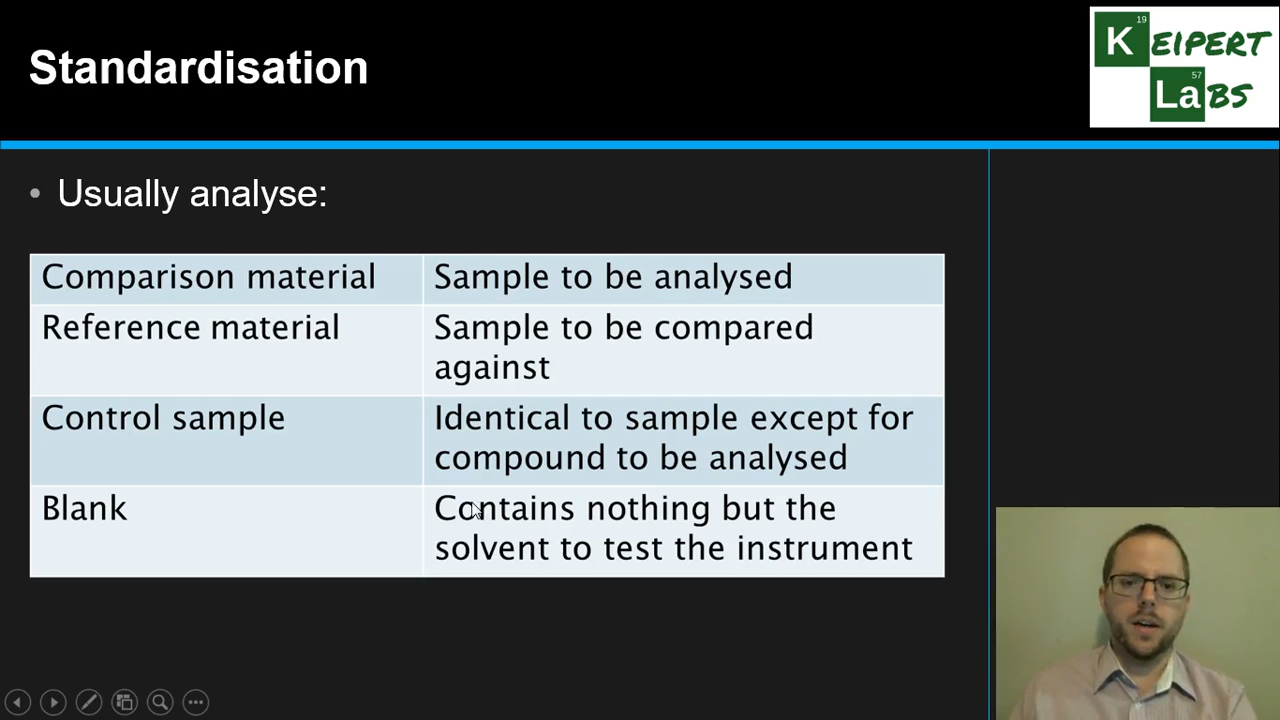 Standardisation
19
KEIPERT
57
LaBS
• Usually analyse:
Comparison material
Sample to be analysed
Reference material
Sample to be compared
against
Control sample
Identical to sample except for
compound to be analysed
Blank
Contains nothing but the
solvent to test the instrument